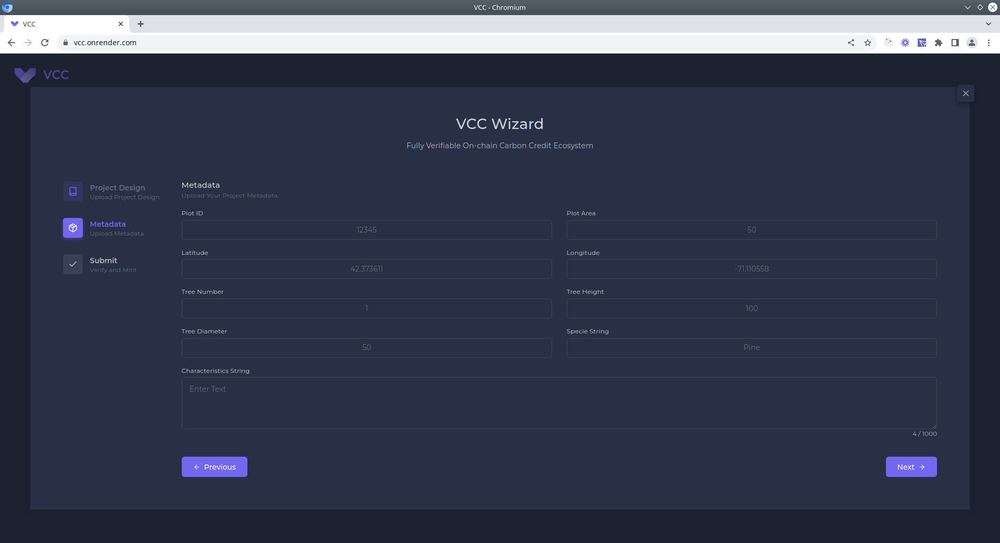 VCC - Chromium
VCC
vcc.onrender.com
VCC
VCC Wizard
Fully Verifiable On-chain Carbon Credit Ecosystem
Project Design
Upload Project Design
Metadata
Upload Metadata
Submit
Verify and Mint
Metadata
Upload Your Project Metadata.
Plot ID
12345
Plot Area
50
Latitude
42.373611
Longitude
-71.110558
Tree Number
1
Tree Height
100
Tree Diameter
50
Specie String
Pine
Characteristics String
Enter Text
4 / 1000
Previous
Next